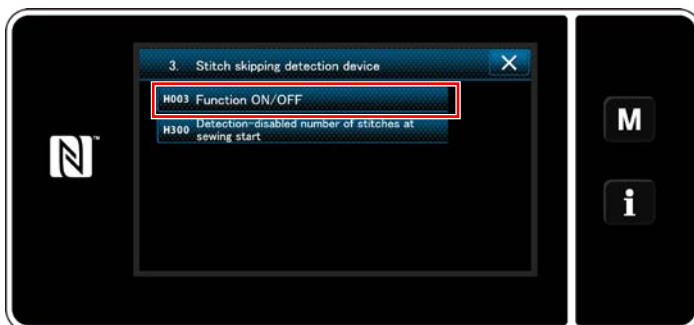 3. Stitch skipping detection device
H003 Function ON/OFF
H300 Detection-disabled number of stitches at
sewing start
M
i
N